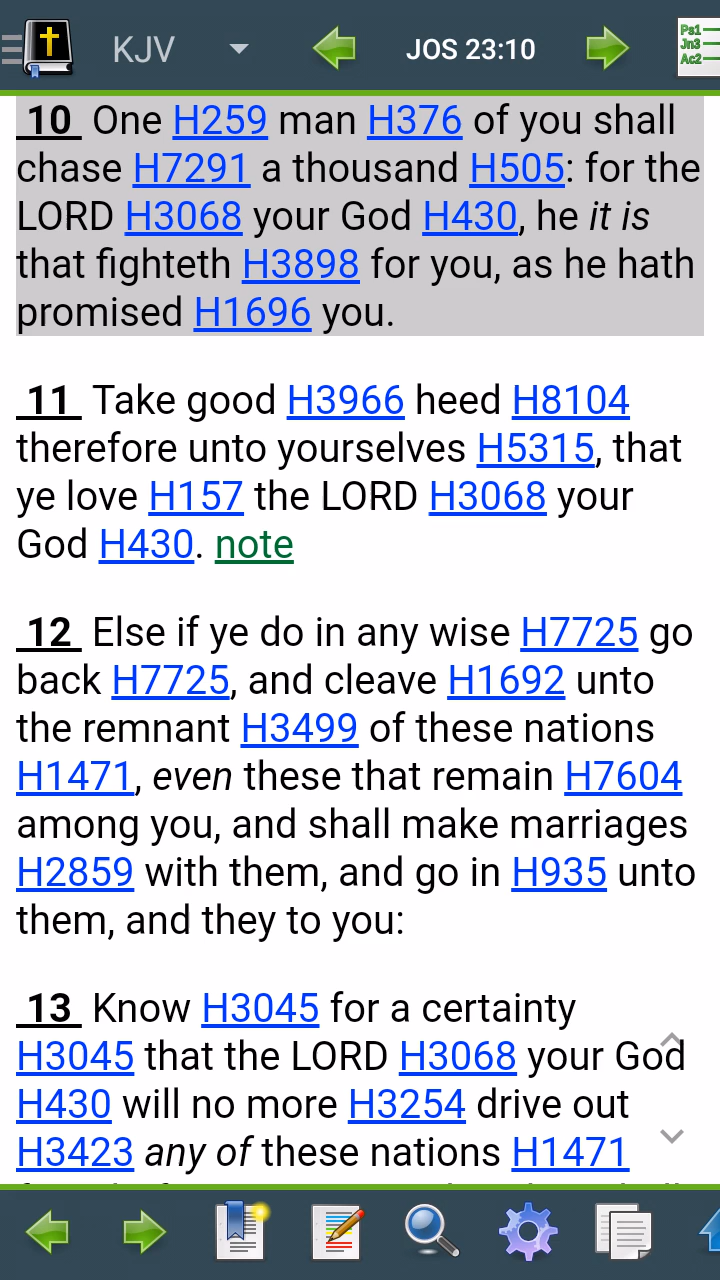 KJV
JOS 23:10
Ps1
Jn3
Ac2
10 One H259 man H376 of you shall
chase H7291 a thousand H505: for the
LORD H3068 your God H430, he it is
that fighteth H3898 for you, as he hath
promised H1696 you.
11 Take good H3966 heed H8104
therefore unto yourselves H5315, that
ye love H157 the LORD H3068 your
God H430. note
12 Else if ye do in any wise H7725 go
back H7725, and cleave H1692 unto
the remnant H3499 of these nations
H1471, even these that remain H7604
among you, and shall make marriages
H2859 with them, and go in H935 unto
them, and they to you:
13 Know H3045 for a certainty
H3045 that the LORD H3068 your God
H430 will no more H3254 drive out
H3423 any of these nations H1471